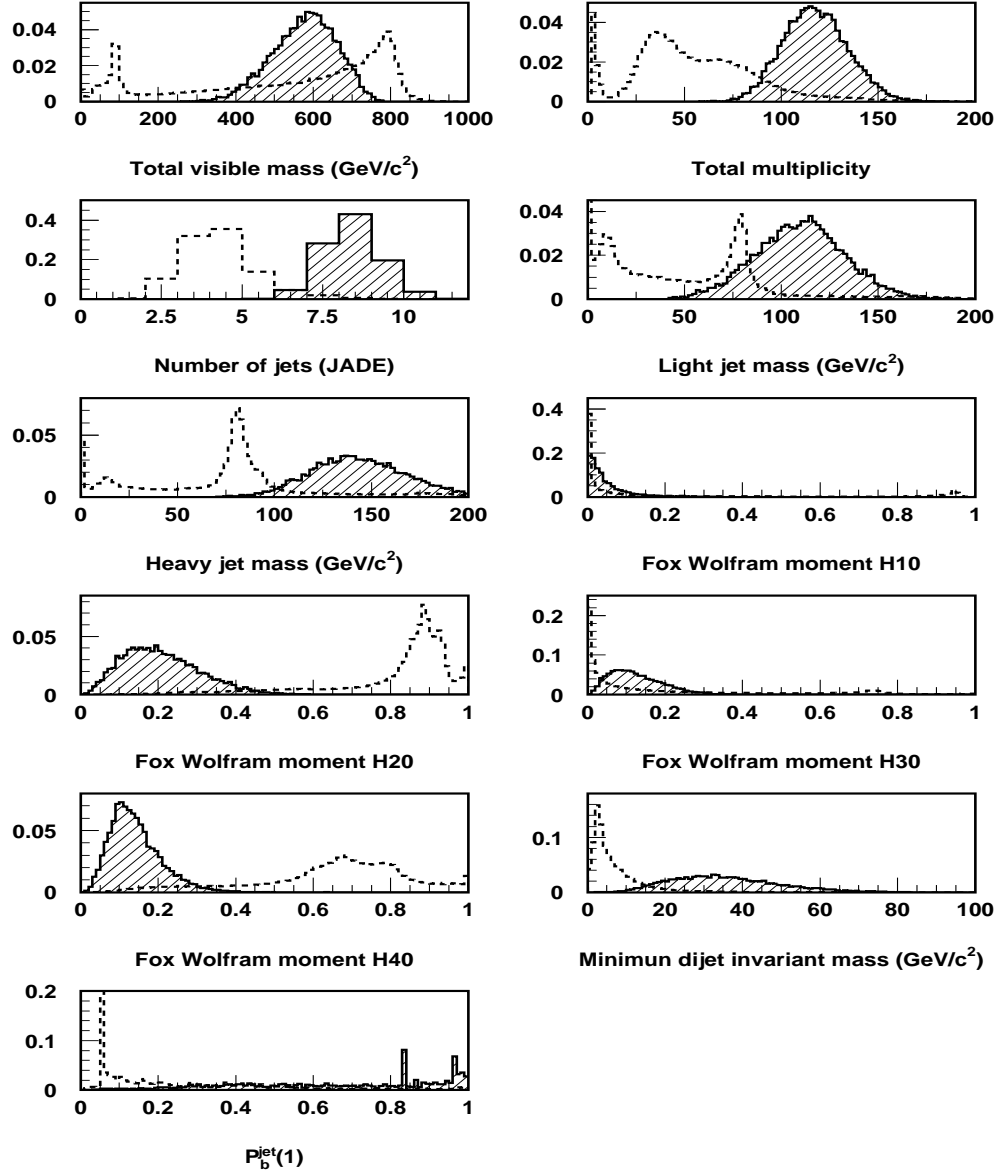 0.04
0.02
0
0 200 400 600 800 1000
Total visible mass (GeV/c²)
0.04
0.02
0
0 50 100 150 200
Total multiplicity
0.4
0.2
0
0 2.5 5 7.5 10
Number of jets (JADE)
0.04
0.02
0
0 50 100 150 200
Light jet mass (GeV/c²)
0.05
0
0 50 100 150 200
Heavy jet mass (GeV/c²)
0.4
0.2
0
0 0.2 0.4 0.6 0.8 1
Fox Wolfram moment H10
0.05
0
0 0.2 0.4 0.6 0.8 1
Fox Wolfram moment H20
0.2
0.1
0
0 0.2 0.4 0.6 0.8 1
Fox Wolfram moment H30
0.05
0
0 0.2 0.4 0.6 0.8 1
Fox Wolfram moment H40
0.1
0
0 20 40 60 80 100
Minimun dijet invariant mass (GeV/c²)
0.2
0.1
0
0 0.2 0.4 0.6 0.8 1
P_b^jet(1)